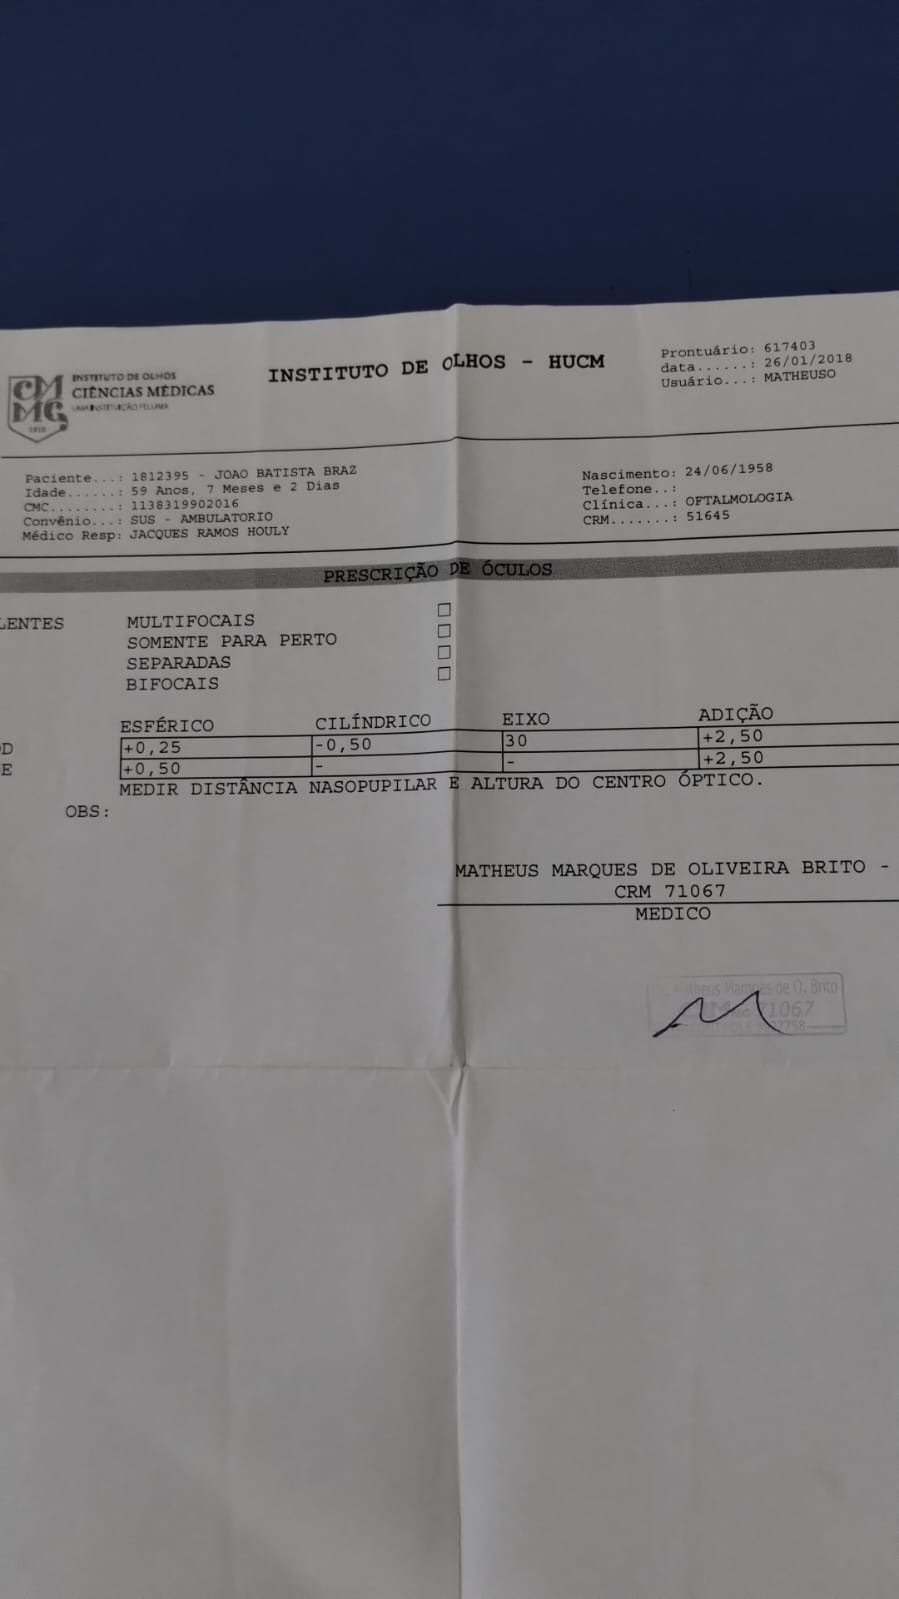 INSTITUTO DE OLHOS
CIÊNCIAS MÉDICAS
UMA INSTITUIÇÃO FELUMA
CMMG
INSTITUTO DE OLHOS - HUCM
Prontuário: 617403
data......: 26/01/2018
Usuário...: MATHEUSO
Paciente...: 1812395 - JOAO BATISTA BRAZ
Idade......: 59 Anos, 7 Meses e 2 Dias
CMC........: 1138319902016
Convênio...: SUS - AMBULATORIO
Médico Resp: JACQUES RAMOS HOULY
Nascimento: 24/06/1958
Telefone..:
Clínica...: OFTALMOLOGIA
CRM.......: 51645
PRESCRIÇÃO DE ÓCULOS
LENTES MULTIFOCAIS ☐
SOMENTE PARA PERTO ☐
SEPARADAS ☐
BIFOCAIS ☐
ESFÉRICO CILÍNDRICO EIXO ADIÇÃO
OD +0,25 -0,50 30 +2,50
E +0,50 - - +2,50
MEDIR DISTÂNCIA NASOPUPILAR E ALTURA DO CENTRO ÓPTICO.
OBS:
MATHEUS MARQUES DE OLIVEIRA BRITO -
CRM 71067
MEDICO
Matheus Marques de O. Brito
71067